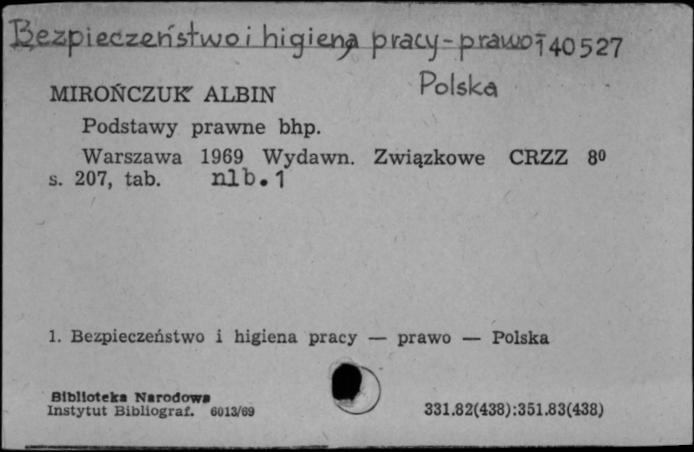 Bezpieczeństwo i higiena pracy - prawo - 140527
Polska
MIROŃCZUK ALBIN
Podstawy prawne bhp.
Warszawa 1969 Wydawn. Związkowe CRZZ 8⁰
s. 207, tab. nlb. 1
1. Bezpieczeństwo i higiena pracy — prawo — Polska
Biblioteka Narodowa
Instytut Bibliograf. 6013/69
331.82(438):351.83(438)